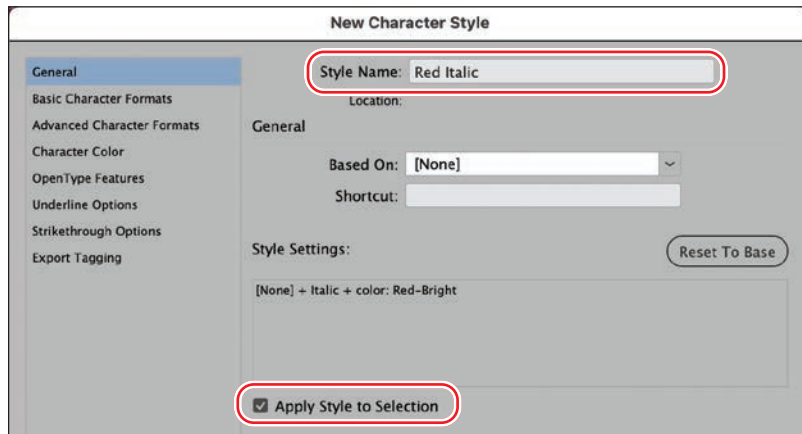 New Character Style
General
Basic Character Formats
Advanced Character Formats
Character Color
OpenType Features
Underline Options
Strikethrough Options
Export Tagging
Style Name: Red Italic
Location:
General
Based On: [None]
Shortcut:
Style Settings:
Reset To Base
[None] + Italic + color: Red-Bright
Apply Style to Selection